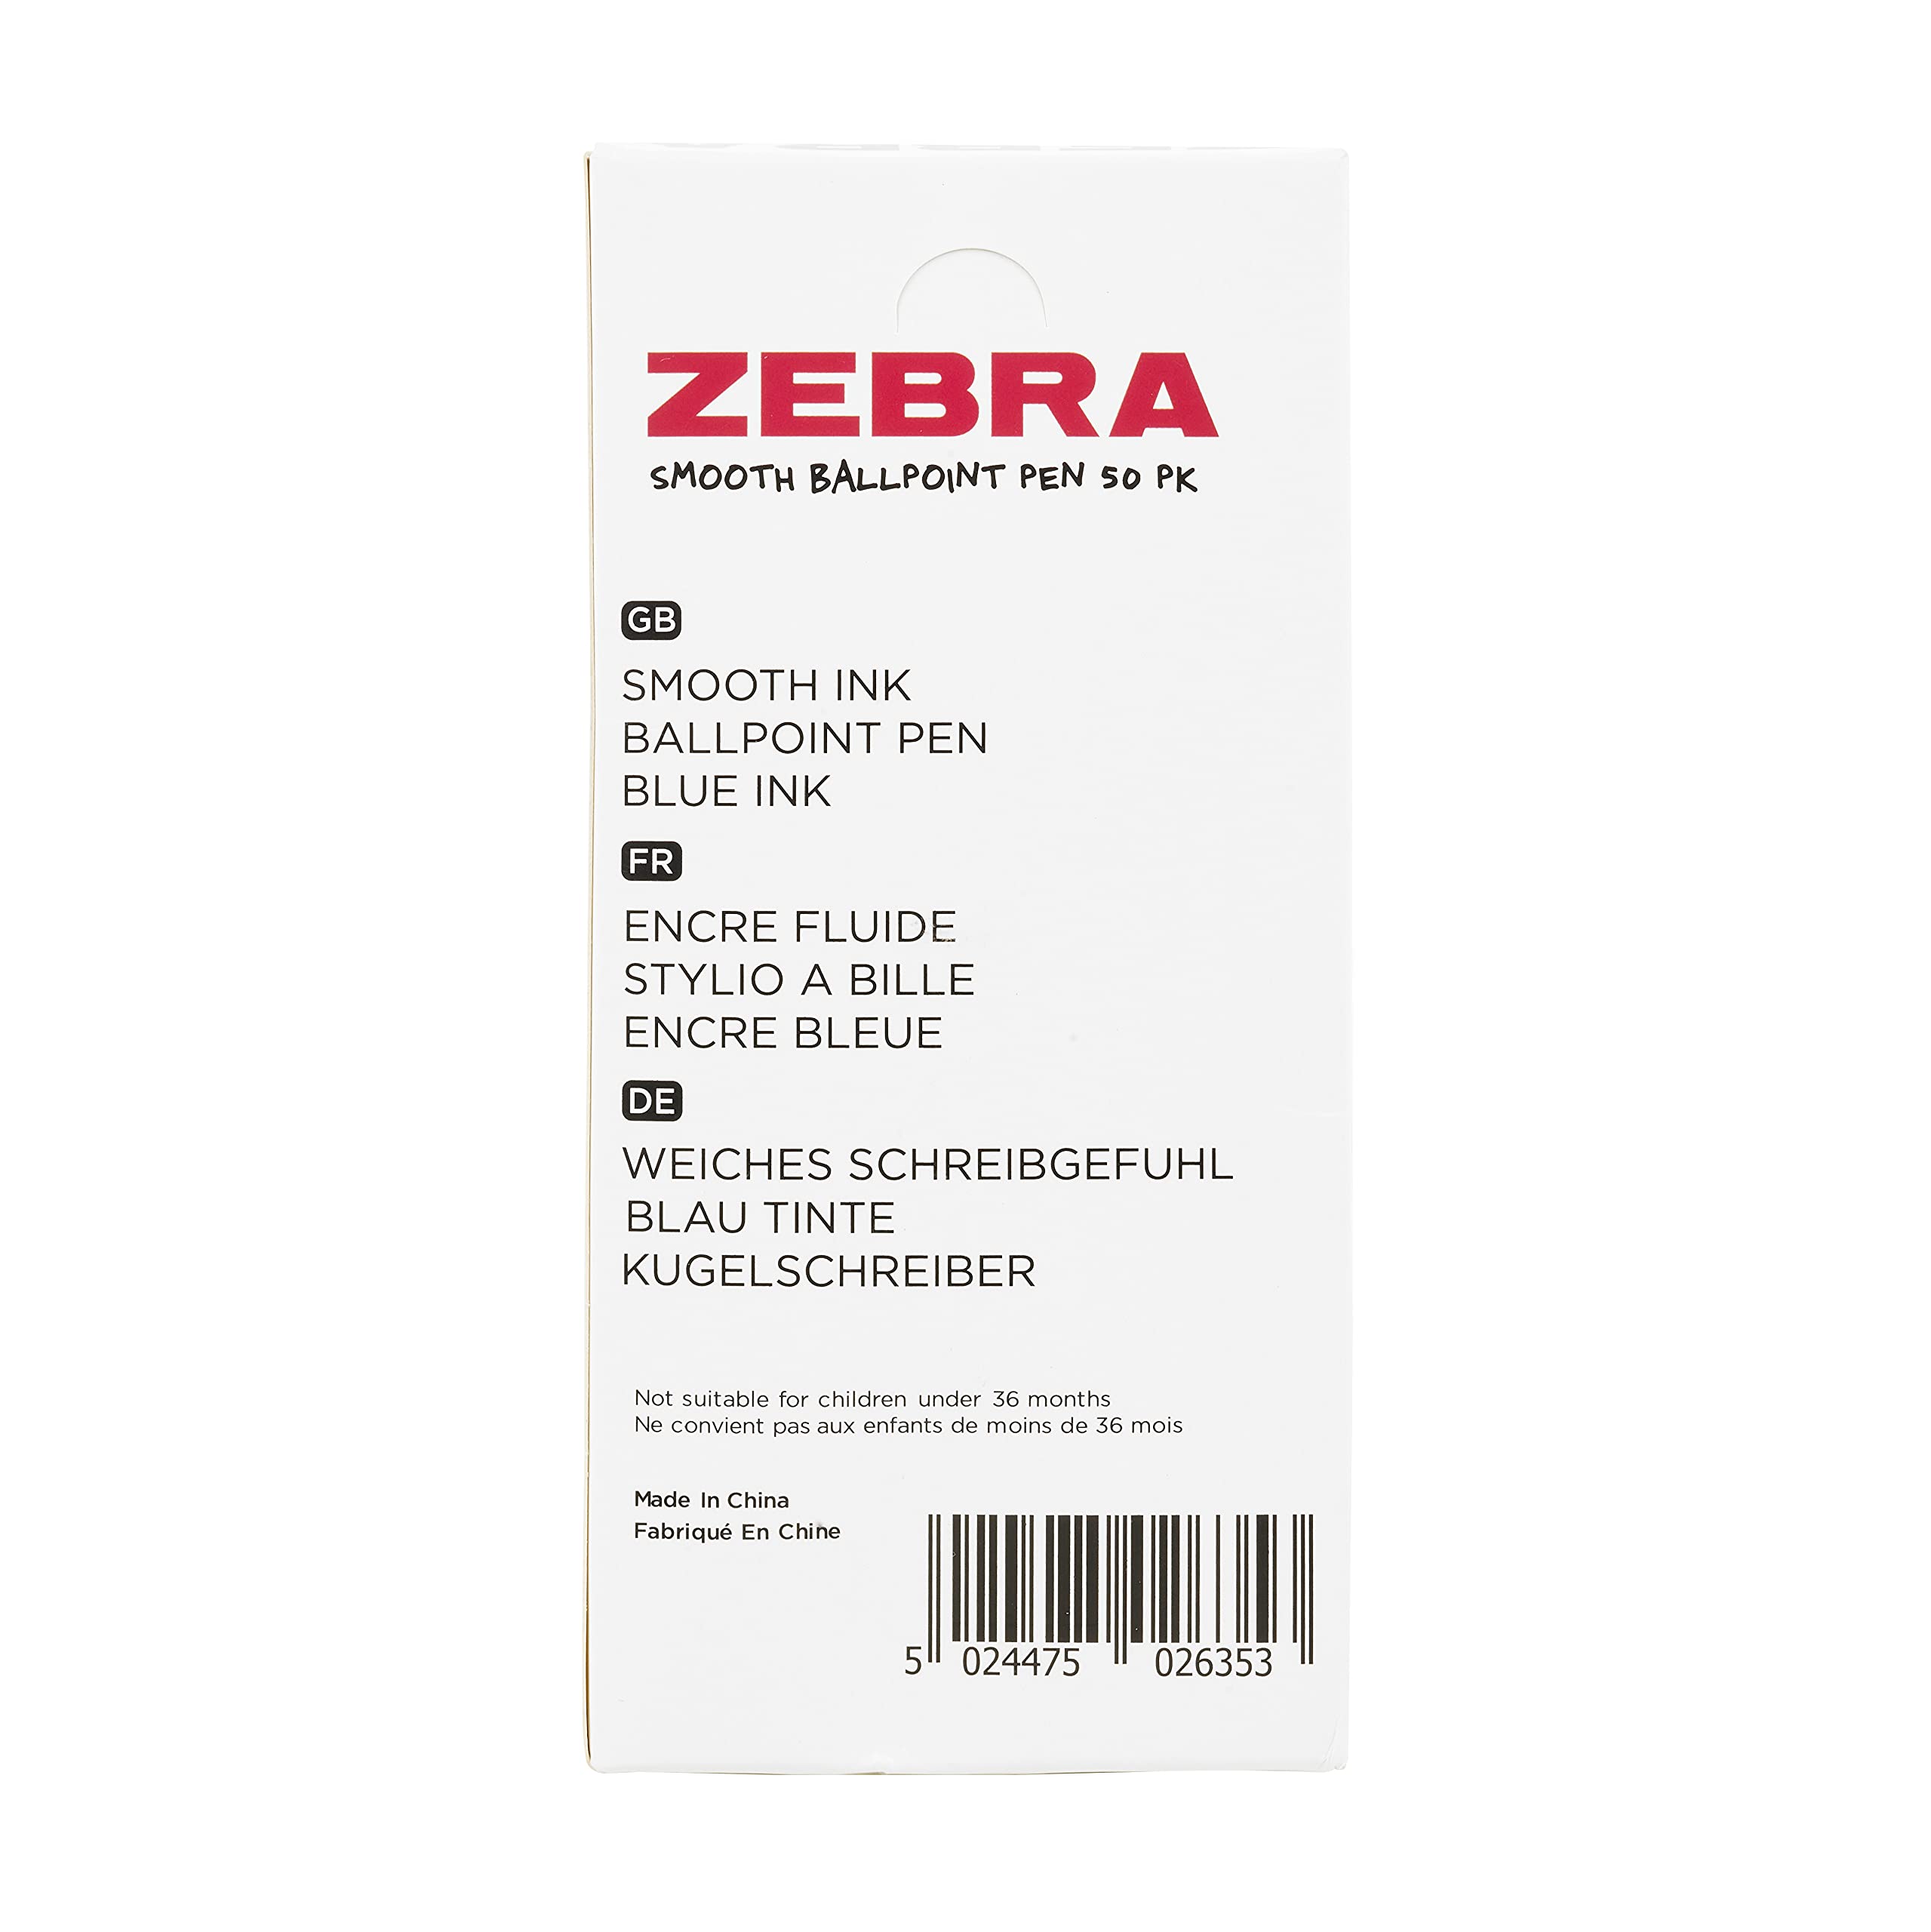 ZEBRA
SMOOTH BALLPOINT PEN 50 PK
GB
SMOOTH INK
BALLPOINT PEN
BLUE INK
FR
ENCRE FLUIDE
STYLIO A BILLE
ENCRE BLEUE
DE
WEICHES SCHREIBGEFUHL
BLAU TINTE
KUGELSCHREIBER
Not suitable for children under 36 months
Ne convient pas aux enfants de moins de 36 mois
Made In China
Fabriqué En Chine
5 024475 026353